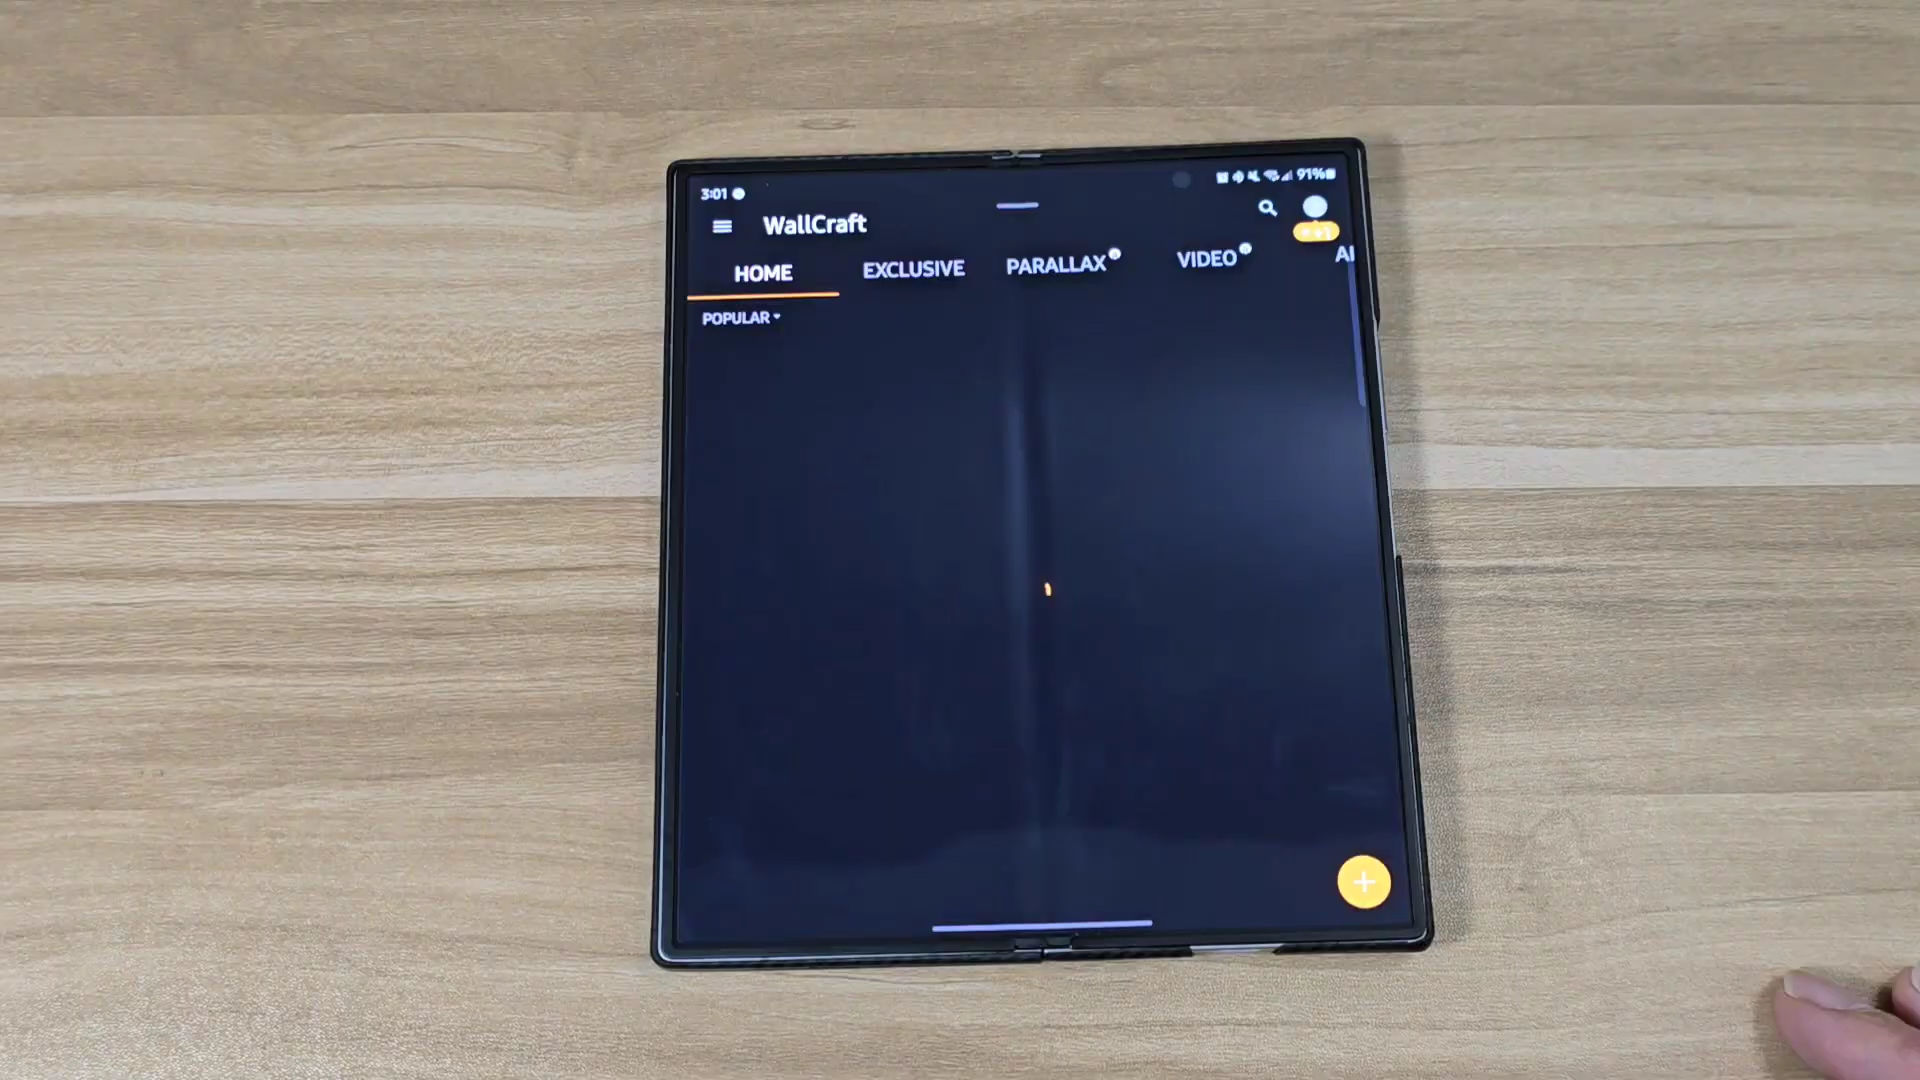 3:01
91%
WallCraft
HOME
EXCLUSIVE
PARALLAX
VIDEO
POPULAR